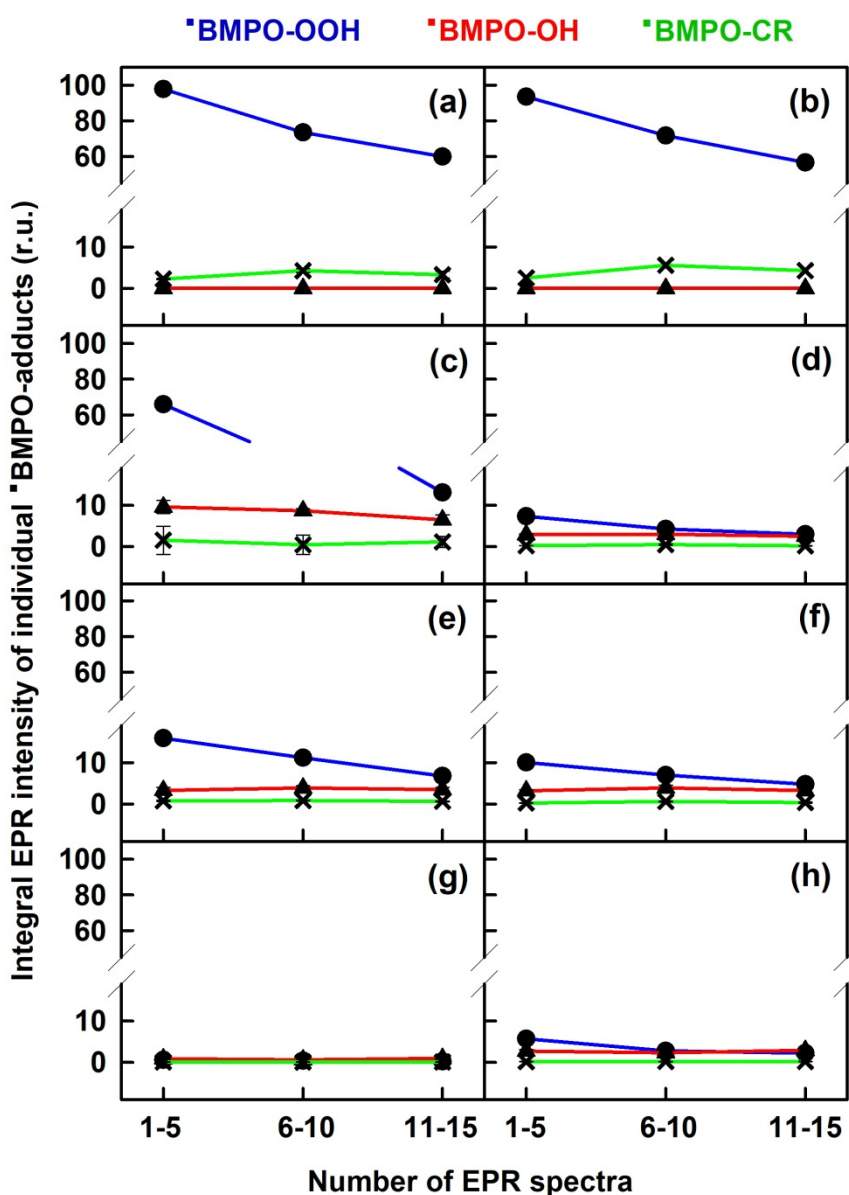 ▪BMPO-OOH ▪BMPO-OH ▪BMPO-CR
Integral EPR intensity of individual ▪BMPO-adducts (r.u.)
100
80
60
10
0
(a)
(b)
100
80
60
10
0
(c)
(d)
100
80
60
10
0
(e)
(f)
100
80
60
10
0
(g)
(h)
1-5 6-10 11-15 1-5 6-10 11-15
Number of EPR spectra